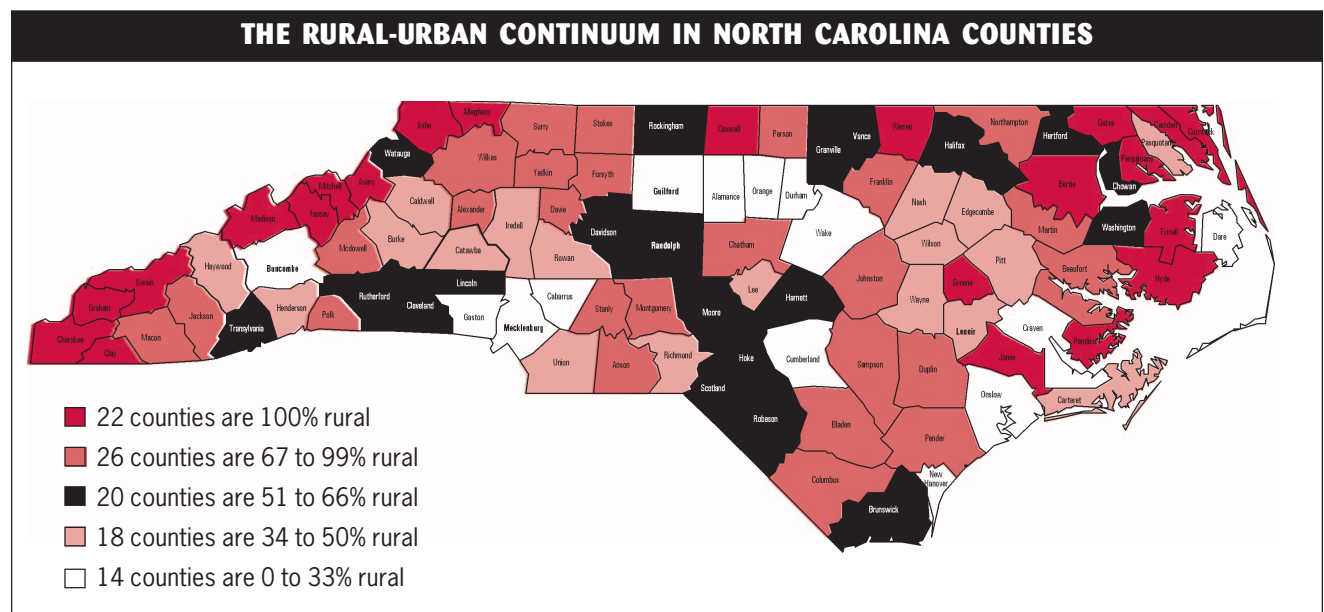 THE RURAL-URBAN CONTINUUM IN NORTH CAROLINA COUNTIES
Ashe
Alleghany
Surry
Stokes
Rockingham
Caswell
Person
Granville
Vance
Warren
Halifax
Northampton
Hertford
Gates
Camden
Currituck
Pasquotank
Perquimans
Chowan
Watauga
Wilkes
Yadkin
Forsyth
Guilford
Alamance
Orange
Durham
Franklin
Nash
Edgecombe
Bertie
Martin
Washington
Tyrrell
Dare
Mitchell
Avery
Yancey
Madison
Caldwell
Alexander
Iredell
Davie
Davidson
Randolph
Chatham
Wake
Wilson
Pitt
Beaufort
Hyde
Haywood
Buncombe
Mcdowell
Burke
Catawba
Rowan
Lee
Johnston
Greene
Wayne
Lenoir
Craven
Pamlico
Swain
Graham
Cherokee
Clay
Macon
Jackson
Transylvania
Henderson
Polk
Rutherford
Cleveland
Lincoln
Gaston
Mecklenburg
Cabarrus
Stanly
Montgomery
Moore
Harnett
Cumberland
Sampson
Duplin
Jones
Carteret
Onslow
Union
Anson
Richmond
Hoke
Scotland
Robeson
Bladen
Pender
Columbus
New
Hanover
Brunswick
22 counties are 100% rural
26 counties are 67 to 99% rural
20 counties are 51 to 66% rural
18 counties are 34 to 50% rural
14 counties are 0 to 33% rural